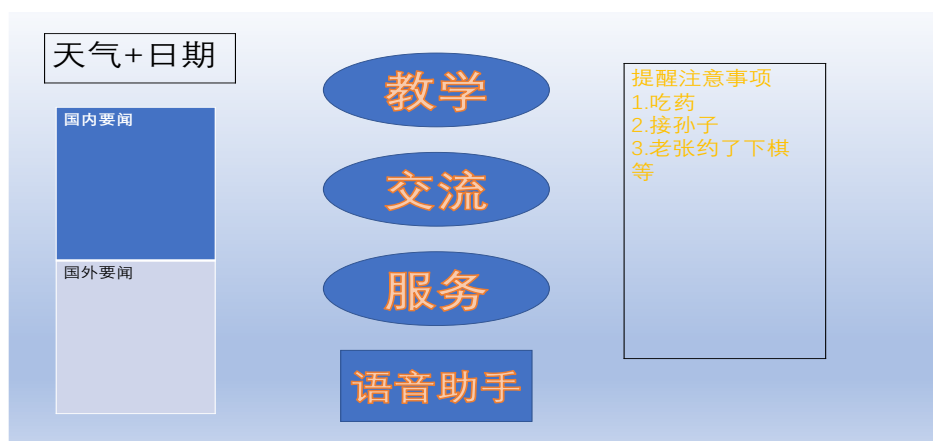 天气+日期
国内要闻
国外要闻
教学
交流
服务
语音助手
提醒注意事项
1.吃药
2.接孙子
3.老张约了下棋
等